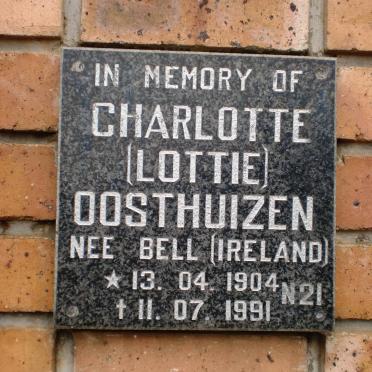 IN MEMORY OF
CHARLOTTE
(LOTTIE)
OOSTHUIZEN
NEE BELL (IRELAND)
* 13. 04. 1904
† 11. 07. 1991
N21